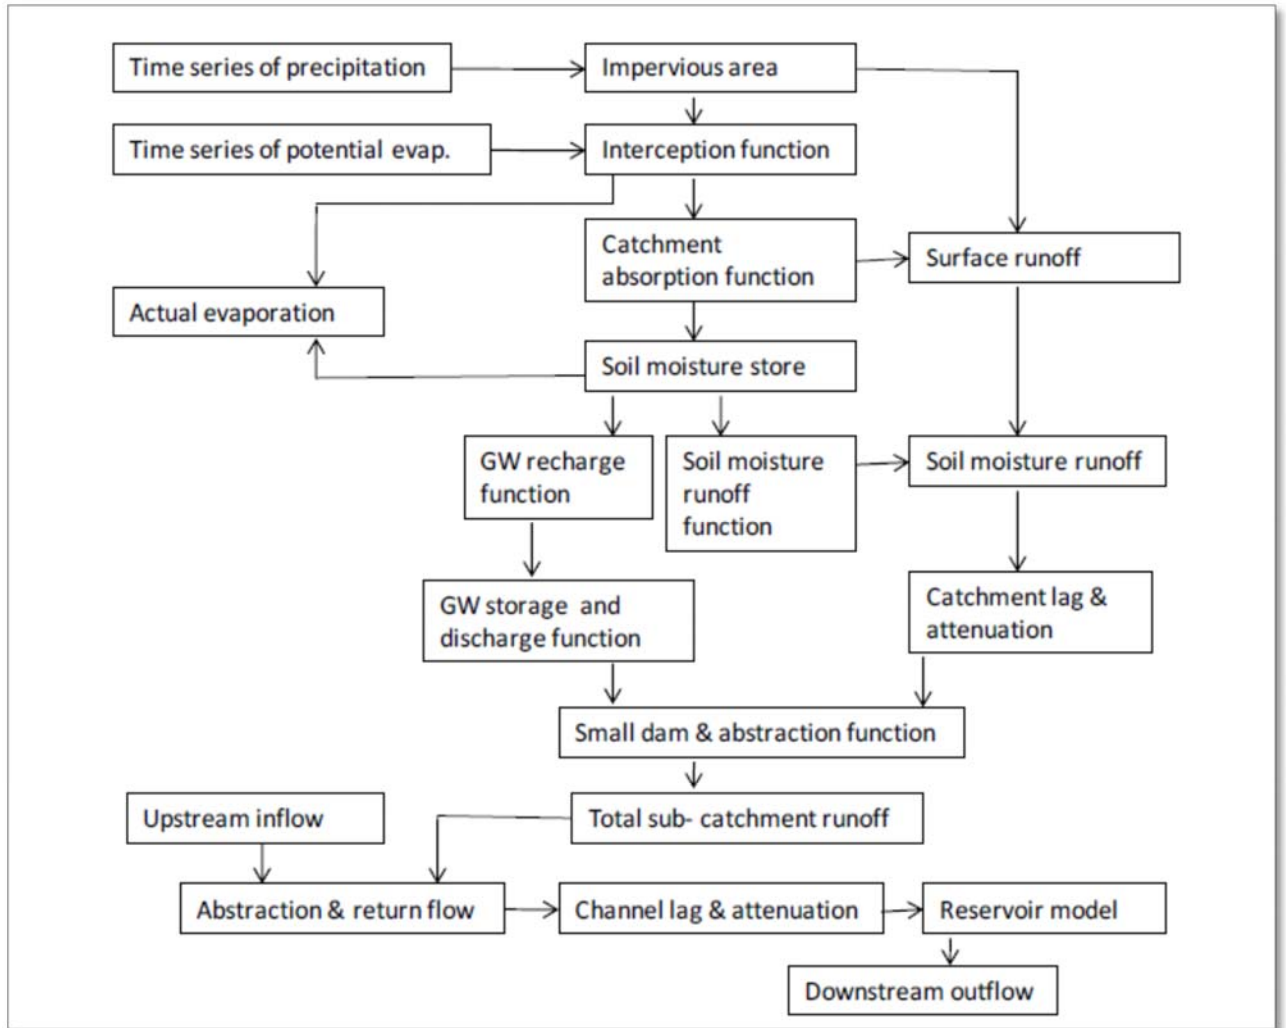 Time series of precipitation
Impervious area
Time series of potential evap.
Interception function
Catchment
absorption function
Surface runoff
Actual evaporation
Soil moisture store
GW recharge
function
Soil moisture
runoff
function
Soil moisture runoff
GW storage and
discharge function
Catchment lag &
attenuation
Small dam & abstraction function
Upstream inflow
Total sub- catchment runoff
Abstraction & return flow
Channel lag & attenuation
Reservoir model
Downstream outflow